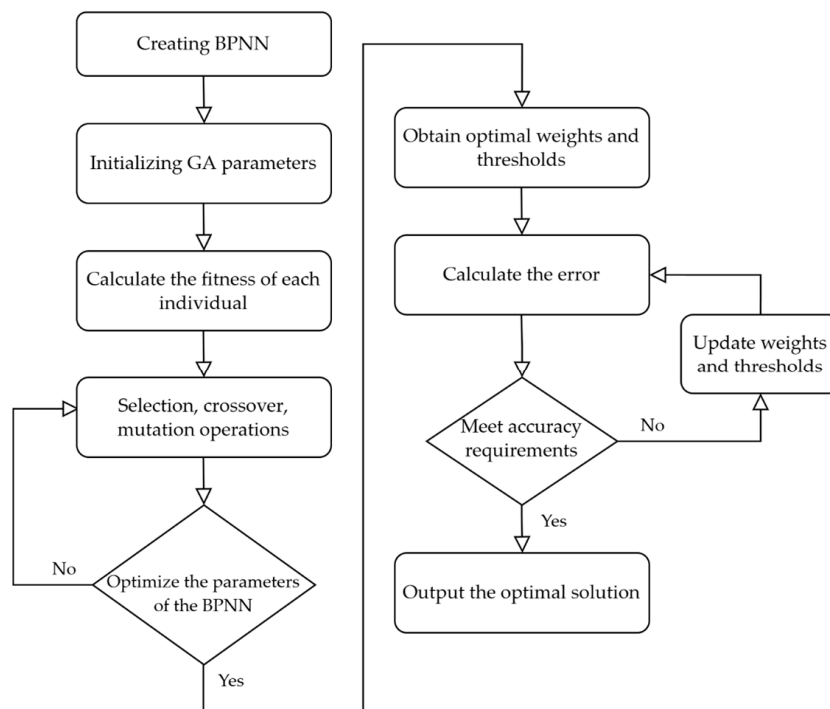 Creating BPNN
Initializing GA parameters
Calculate the fitness of each
individual
Selection, crossover,
mutation operations
No
Optimize the parameters
of the BPNN
Yes
Obtain optimal weights and
thresholds
Calculate the error
Update weights
and thresholds
Meet accuracy
requirements
No
Yes
Output the optimal solution